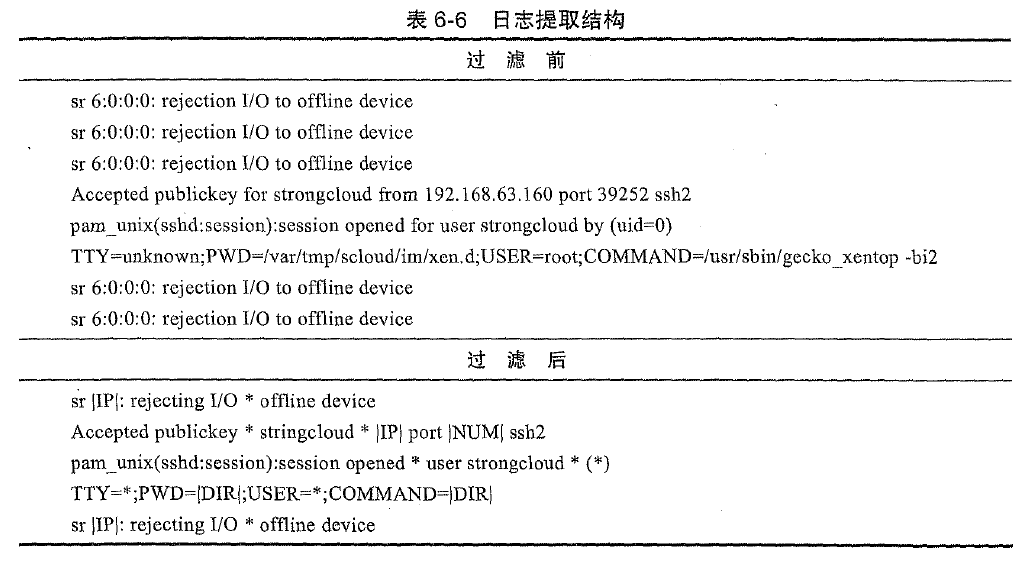 表 6-6 日志提取结构
过 滤 前
sr 6:0:0:0: rejection I/O to offline device
sr 6:0:0:0: rejection I/O to offline device
sr 6:0:0:0: rejection I/O to offline device
Accepted publickey for strongcloud from 192.168.63.160 port 39252 ssh2
pam_unix(sshd:session):session opened for user strongcloud by (uid=0)
TTY=unknown;PWD=/var/tmp/scloud/im/xen.d;USER=root;COMMAND=/usr/sbin/gecko_xentop -bi2
sr 6:0:0:0: rejection I/O to offline device
sr 6:0:0:0: rejection I/O to offline device
过 滤 后
sr |IP|: rejecting I/O * offline device
Accepted publickey * stringcloud * |IP| port |NUM| ssh2
pam_unix(sshd:session):session opened * user strongcloud * (*)
TTY=*;PWD=|DIR|;USER=*;COMMAND=|DIR|
sr |IP|: rejecting I/O * offline device